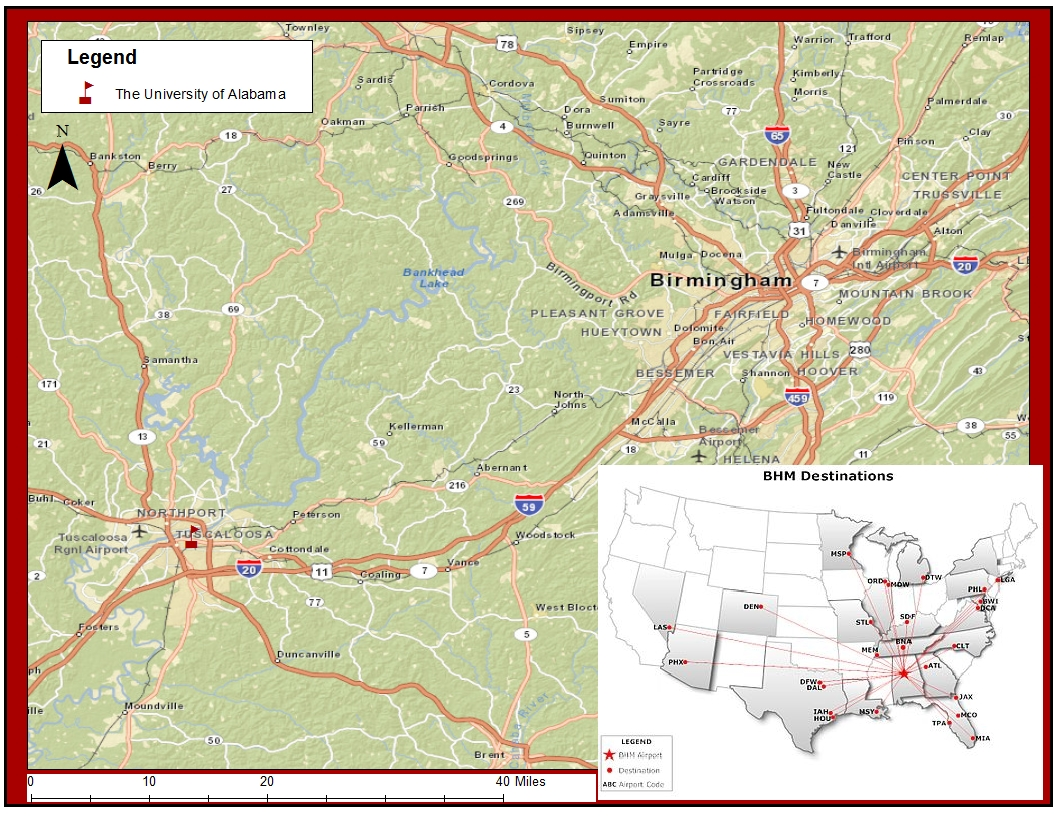 Legend
The University of Alabama
N
Townley
78
Sipsey
Empire
Warrior
Trafford
Remlap
Sardis
Cordova
Partridge
Crossroads
Kimberly
Morris
Parrish
Dora
Sumiton
77
Palmerdale
Oakman
4
Burnwell
Sayre
65
30
18
Clay
Bankston
Berry
Goodsprings
Quinton
GARDENDALE
121
Pinson
New
Castle
CENTER POINT
26
27
269
Cardiff
Brookside
Watson
3
TRUSSVILLE
Graysville
Adamsville
Fultondale
Cloverdale
Danville
31
Alton
Mulga
Docena
Birmingham
Intl Airport
20
Bankhead
Lake
Birmingport Rd
Birmingham
7
MOUNTAIN BROOK
38
69
PLEASANT GROVE
FAIRFIELD
HOMEWOOD
HUEYTOWN
Dolomite
Bon Air
VESTAVIA HILLS
280
Samantha
BESSEMER
Shannon
HOOVER
43
171
23
459
119
North
Johns
McCalla
Kellerman
13
21
59
Bessemer
Airport
38
55
18
11
HELENA
Abernant
216
Buhl
Coker
NORTHPORT
Peterson
59
Tuscaloosa
Rgnl Airport
TUSCALOOSA
Woodstock
Cottondale
20
11
Coaling
7
Vance
2
77
West Bloct
Fosters
5
Duncanville
ph
ille
Moundville
50
Brent
0
10
20
40 Miles
BHM Destinations
MSP
ORD
MDW
DTW
LGA
PHL
BWI
DCA
DEN
STL
SDF
LAS
BNA
CLT
MEM
PHX
ATL
DFW
DAL
JAX
IAH
HOU
MSY
MCO
TPA
MIA
LEGEND
BHM Airport
Destination
ABC Airport Code